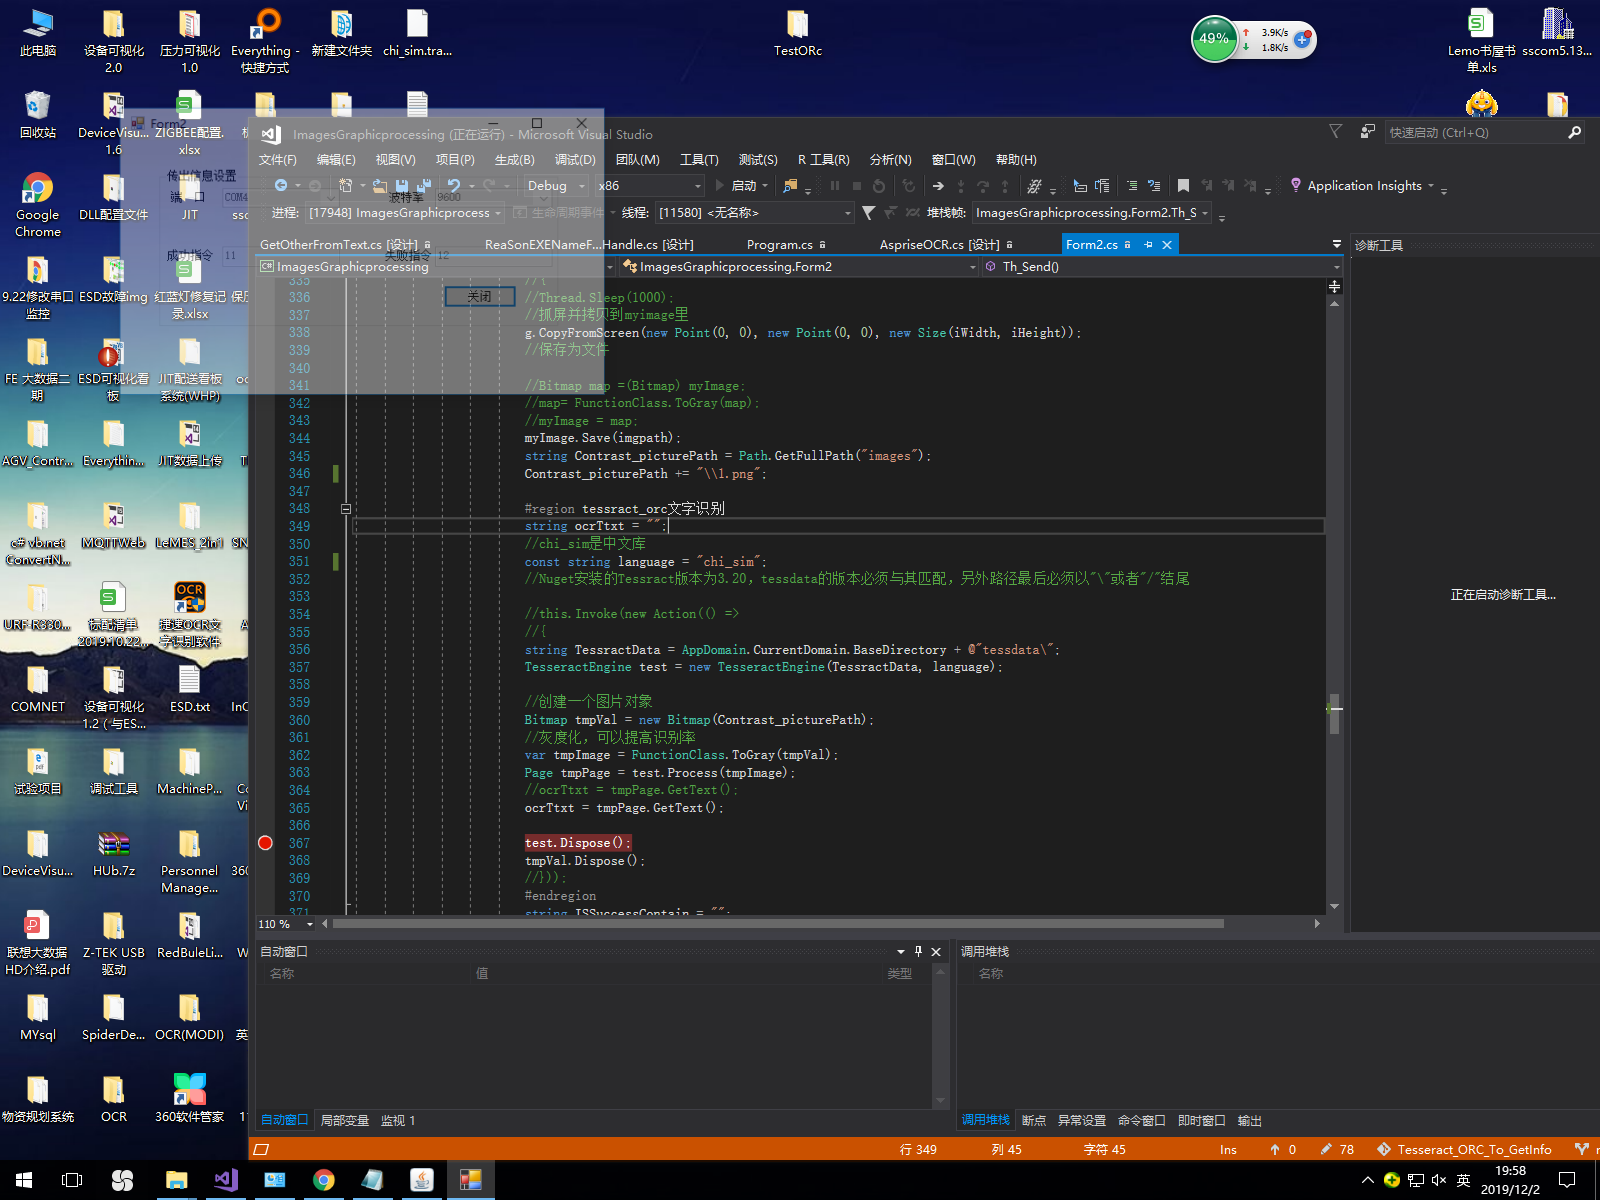 此电脑
设备可视化
2.0
压力可视化
1.0
Everything -
快捷方式
新建文件夹
chi_sim.tra...
TestORc
49%
3.9K/s
1.8K/s
Lemo书屋书
单.xls
sscom5.13...
回收站
DeviceVisu...
1.6
ZIGBEE配置.
xlsx
Form2
ImagesGraphicprocessing (正在运行) - Microsoft Visual Studio
快速启动 (Ctrl+Q)
文件(F)
编辑(E)
视图(V)
项目(P)
生成(B)
调试(D)
团队(M)
工具(T)
测试(S)
R 工具(R)
分析(N)
窗口(W)
帮助(H)
传出信息设置
端 口
COM4
波特率
9600
成功指令
11
失败指令
12
关闭
Debug
x86
启动
Application Insights
进程:
[17948] ImagesGraphicprocess
生命周期事件
线程:
[11580] <无名称>
堆栈帧:
ImagesGraphicprocessing.Form2.Th_S
GetOtherFromText.cs [设计]
ReaSonEXENameF...Handle.cs [设计]
Program.cs
AspriseOCR.cs [设计]
Form2.cs
诊断工具
ImagesGraphicprocessing
ImagesGraphicprocessing.Form2
Th_Send()
Google
Chrome
DLL配置文件
JIT
ssc
9.22修改串口
监控
ESD故障img
红蓝灯修复记
录.xlsx
保
FE 大数据二
期
ESD可视化看
板
JIT配送看板
系统(WHP)
AGV_Contr...
Everythin...
JIT数据上传
c# vb.net
ConvertN...
MQTTWeb
LeMES_2in1
SN
URF-R330...
标配清单
2019.10.22...
捷速OCR文
字识别软件
COMNET
设备可视化
1.2（与ES...
ESD.txt
InC
试验项目
调试工具
MachineP...
Co
Vi
DeviceVisu...
HUb.7z
Personnel
Manage...
360
联想大数据
HD介绍.pdf
Z-TEK USB
驱动
RedBuleLi...
W
MYsql
SpiderDe...
OCR(MODI)
英
物资规划系统
OCR
360软件管家
335 //{
336 //Thread.Sleep(1000);
337 //抓屏并拷贝到myimage里
338 g.CopyFromScreen(new Point(0, 0), new Point(0, 0), new Size(iWidth, iHeight));
339 //保存为文件
340
341 //Bitmap map =(Bitmap) myImage;
342 //map= FunctionClass.ToGray(map);
343 //myImage = map;
344 myImage.Save(imgpath);
345 string Contrast_picturePath = Path.GetFullPath("images");
346 Contrast_picturePath += "\\1.png";
347
348 #region tessract_orc文字识别
349 string ocrTtxt = "";
350 //chi_sim是中文库
351 const string language = "chi_sim";
352 //Nuget安装的Tessract版本为3.20，tessdata的版本必须与其匹配，另外路径最后必须以"\"或者"/"结尾
353
354 //this.Invoke(new Action(() =>
355 //{
356 string TessractData = AppDomain.CurrentDomain.BaseDirectory + @"tessdata\";
357 TesseractEngine test = new TesseractEngine(TessractData, language);
358
359 //创建一个图片对象
360 Bitmap tmpVal = new Bitmap(Contrast_picturePath);
361 //灰度化，可以提高识别率
362 var tmpImage = FunctionClass.ToGray(tmpVal);
363 Page tmpPage = test.Process(tmpImage);
364 //ocrTtxt = tmpPage.GetText();
365 ocrTtxt = tmpPage.GetText();
366
367 test.Dispose();
368 tmpVal.Dispose();
369 //}));
370 #endregion
371 string ISSuccessContain = "";
正在启动诊断工具...
110 %
自动窗口
名称
值
类型
调用堆栈
名称
自动窗口
局部变量
监视 1
调用堆栈
断点
异常设置
命令窗口
即时窗口
输出
行 349
列 45
字符 45
Ins
0
78
Tesseract_ORC_To_GetInfo
英
19:58
2019/12/2